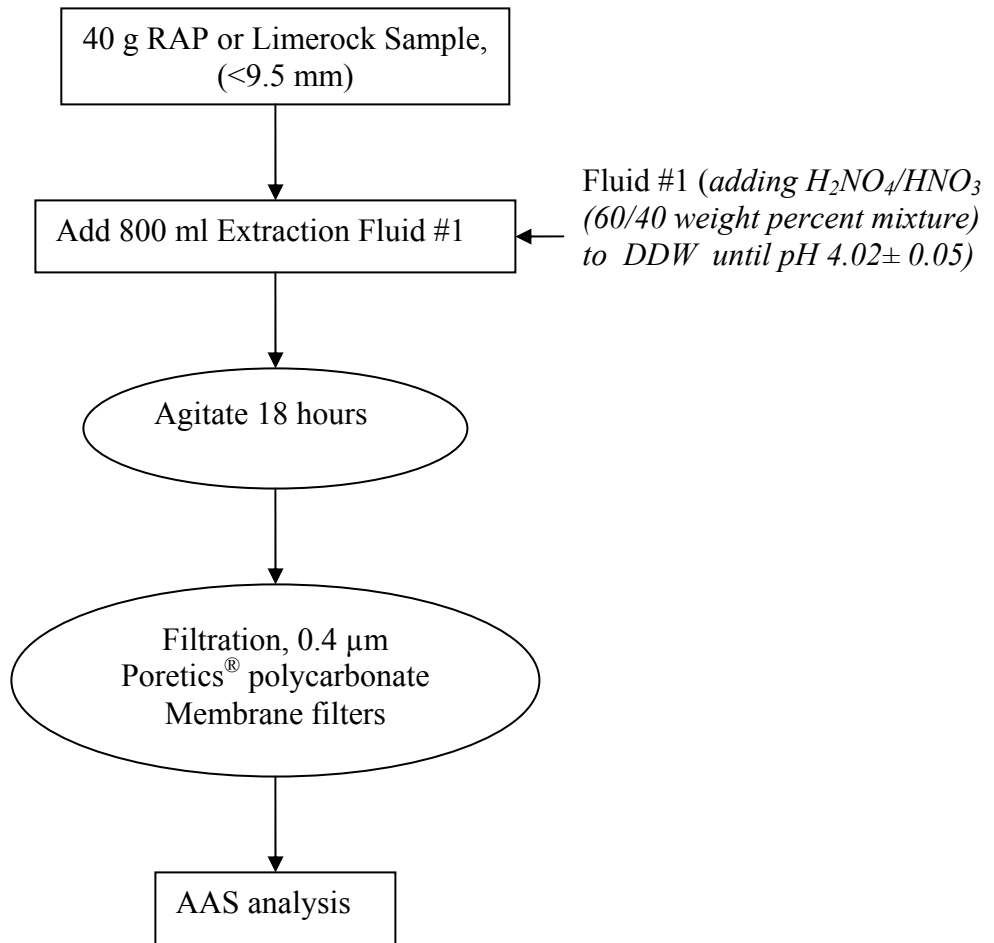 40 g RAP or Limerock Sample,
(<9.5 mm)
Add 800 ml Extraction Fluid #1
Fluid #1 (adding H₂NO₄/HNO₃
(60/40 weight percent mixture)
to DDW until pH 4.02± 0.05)
Agitate 18 hours
Filtration, 0.4 µm
Poretics® polycarbonate
Membrane filters
AAS analysis